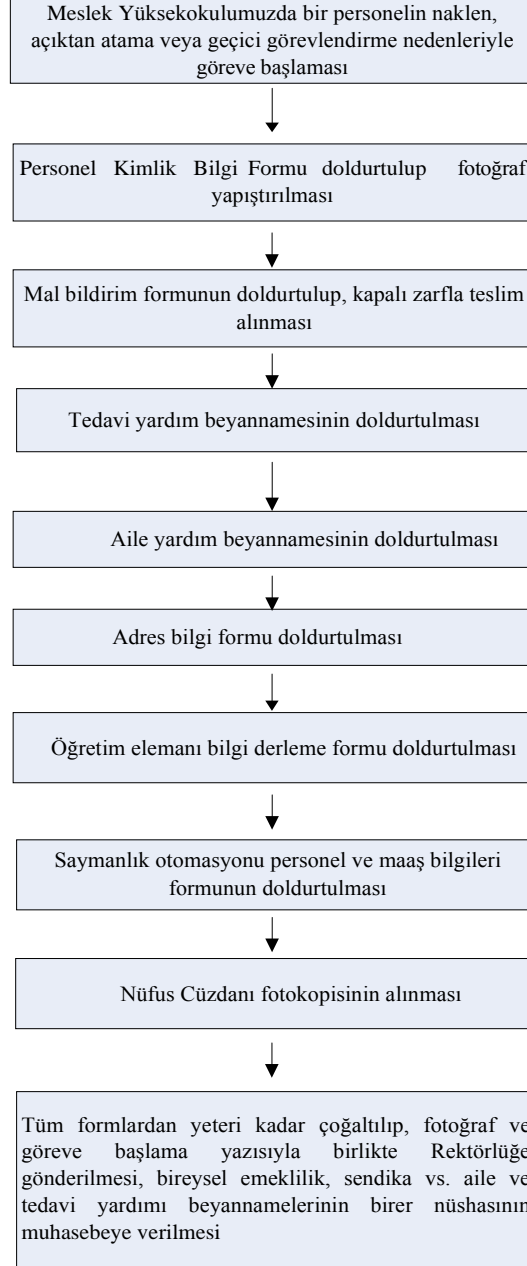 Meslek Yüksekokulumuzda bir personelin naklen,
açıktan atama veya geçici görevlendirme nedenleriyle
göreve başlaması
Personel Kimlik Bilgi Formu doldurtulup fotoğraf
yapıştırılması
Mal bildirim formunun doldurtulup, kapalı zarfla teslim
alınması
Tedavi yardım beyannamesinin doldurtulması
Aile yardım beyannamesinin doldurtulması
Adres bilgi formu doldurtulması
Öğretim elemanı bilgi derleme formu doldurtulması
Saymanlık otomasyonu personel ve maaş bilgileri
formunun doldurtulması
Nüfus Cüzdanı fotokopisinin alınması
Tüm formlardan yeteri kadar çoğaltılıp, fotoğraf ve
göreve başlama yazısıyla birlikte Rektörlüğe
gönderilmesi, bireysel emeklilik, sendika vs. aile ve
tedavi yardımı beyannamelerinin birer nüshasının
muhasebeye verilmesi